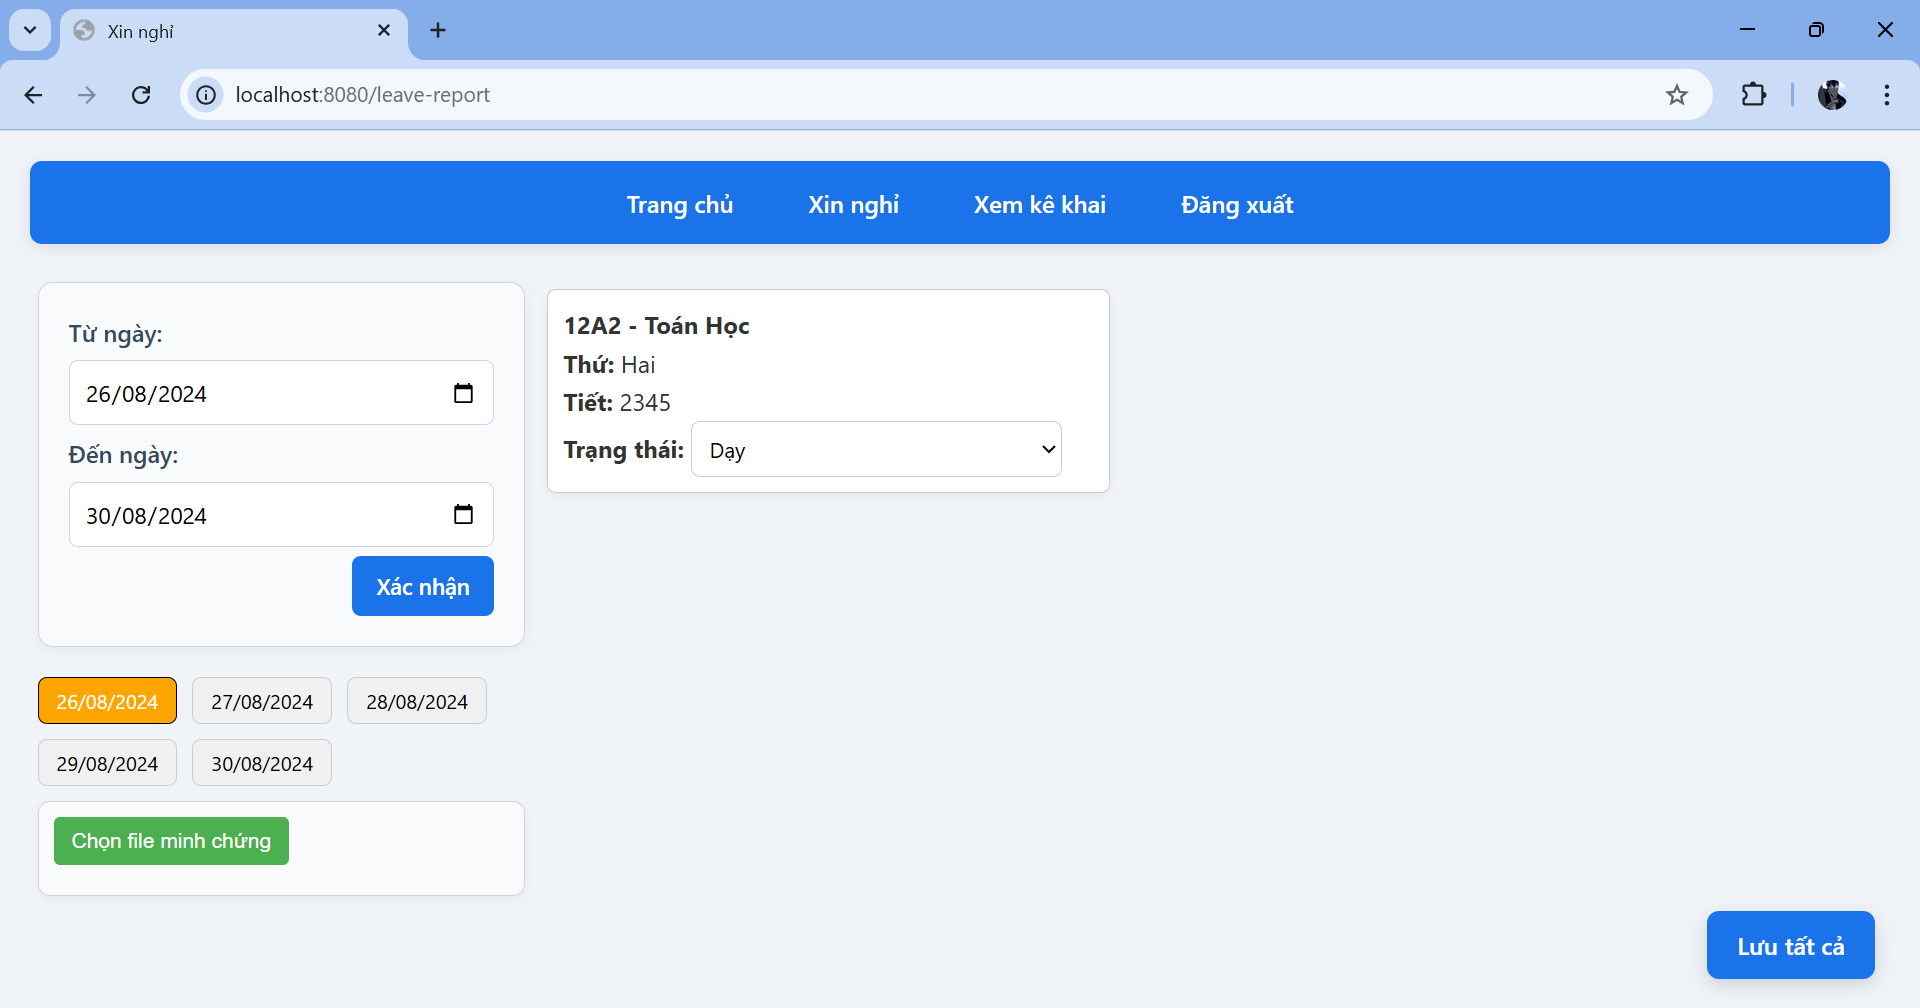 Xin nghỉ
localhost:8080/leave-report
Trang chủ Xin nghỉ Xem kê khai Đăng xuất
Từ ngày:
26/08/2024
Đến ngày:
30/08/2024
Xác nhận
26/08/2024 27/08/2024 28/08/2024
29/08/2024 30/08/2024
Chọn file minh chứng
12A2 - Toán Học
Thứ: Hai
Tiết: 2345
Trạng thái: Dạy
Lưu tất cả